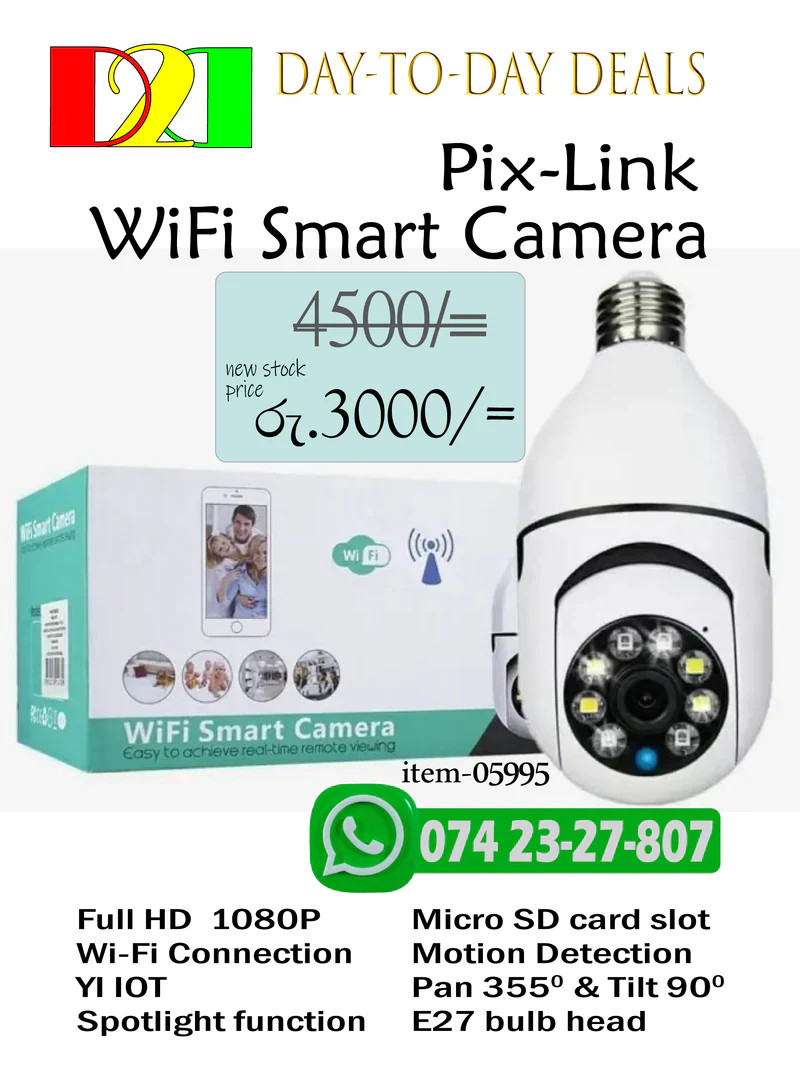 D2D
DAY-TO-DAY DEALS
Pix-Link
WiFi Smart Camera
4500/=
new stock
price
රු.3000/=
WiFi Smart Camera
Wi Fi
WiFi Smart Camera
Easy to achieve real-time remote viewing
item-05995
074 23-27-807
Full HD 1080P
Wi-Fi Connection
YI IOT
Spotlight function
Micro SD card slot
Motion Detection
Pan 355⁰ & Tilt 90⁰
E27 bulb head